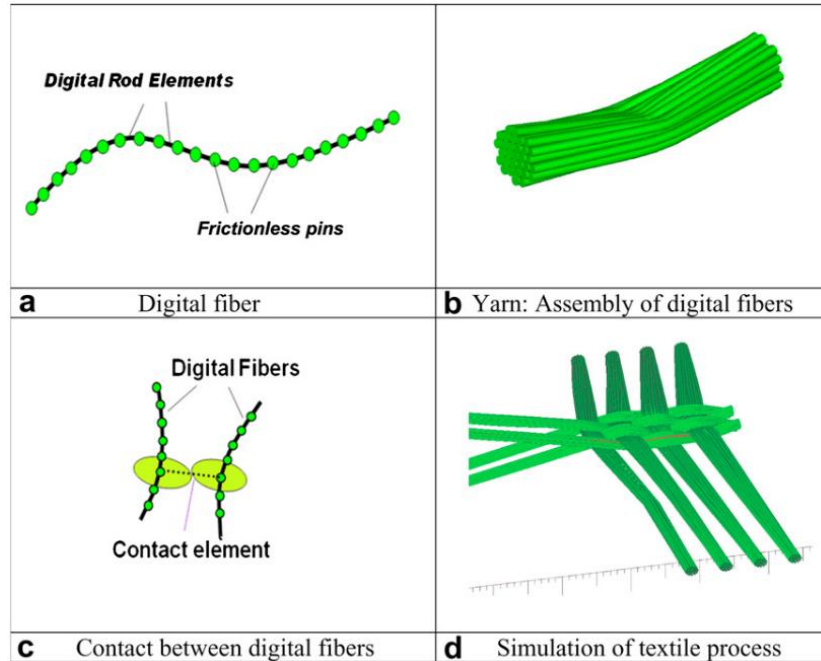 Digital Rod Elements
Frictionless pins
a Digital fiber
b Yarn: Assembly of digital fibers
Digital Fibers
Contact element
c Contact between digital fibers
d Simulation of textile process